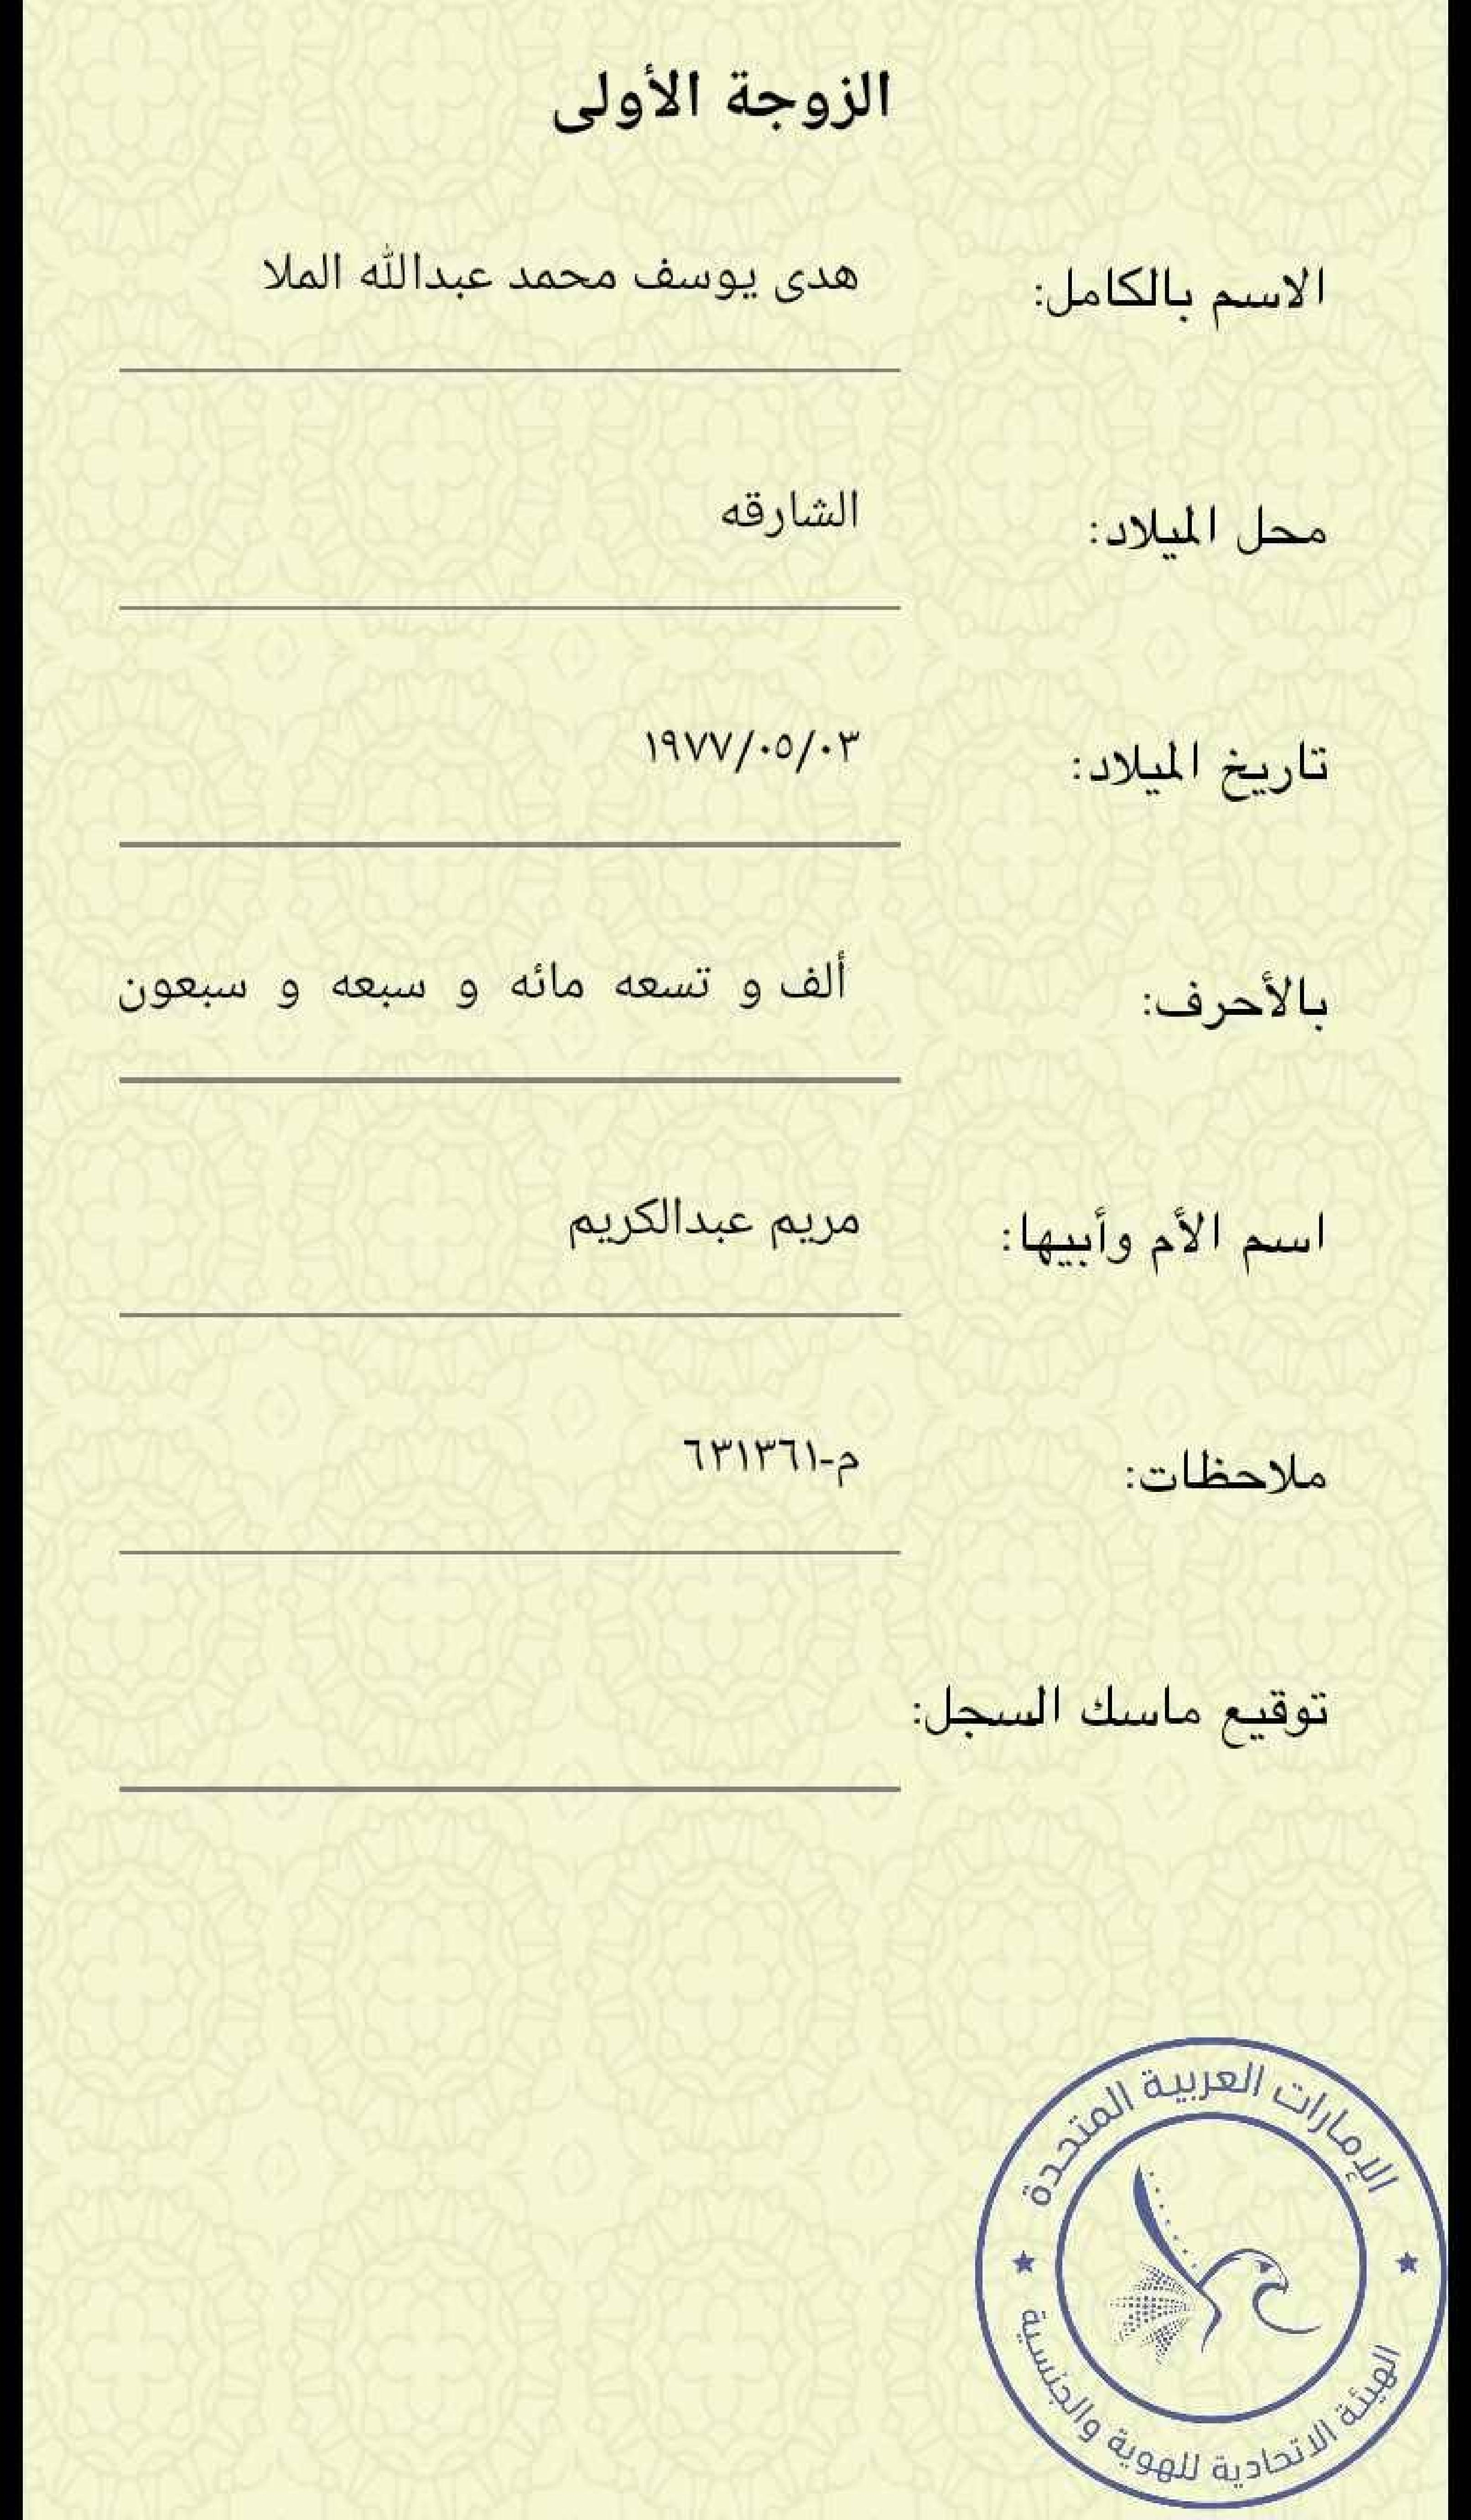 الزوجة الأولى
الاسم بالكامل: هدى يوسف محمد عبدالله الملا
محل الميلاد: الشارقه
تاريخ الميلاد: ١٩٧٧/٠٥/٠٣
بالأحرف: ألف و تسعه مائه و سبعه و سبعون
اسم الأم وأبيها: مريم عبدالكريم
ملاحظات: م-٦٣١٣٦١
توقيع ماسك السجل:
الإمارات العربية المتحدة
الهيئة الاتحادية للهوية والجنسية